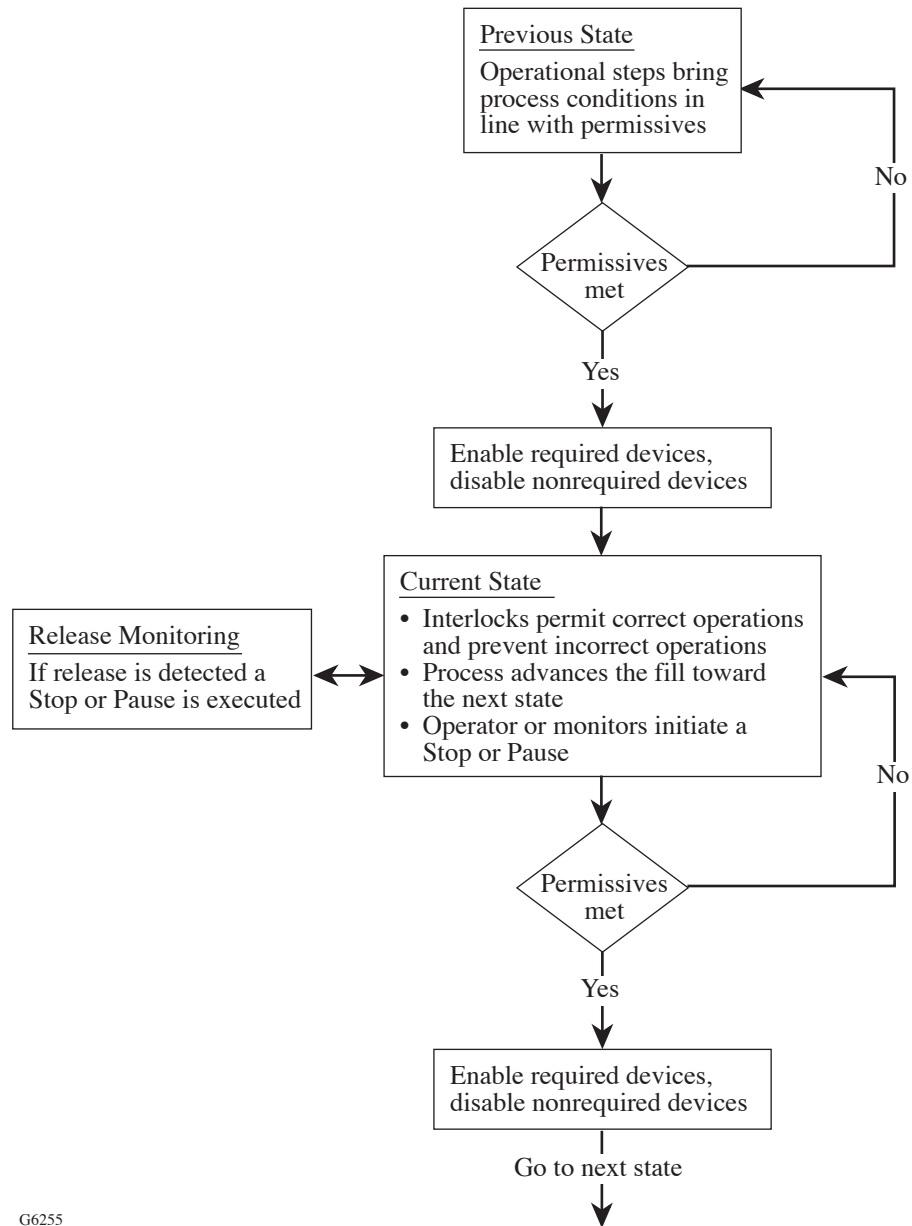 Previous State
Operational steps bring
process conditions in
line with permissives
No
Permissives
met
Yes
Enable required devices,
disable nonrequired devices
Current State
• Interlocks permit correct operations
and prevent incorrect operations
• Process advances the fill toward
the next state
• Operator or monitors initiate a
Stop or Pause
Release Monitoring
If release is detected a
Stop or Pause is executed
No
Permissives
met
Yes
Enable required devices,
disable nonrequired devices
Go to next state
G6255